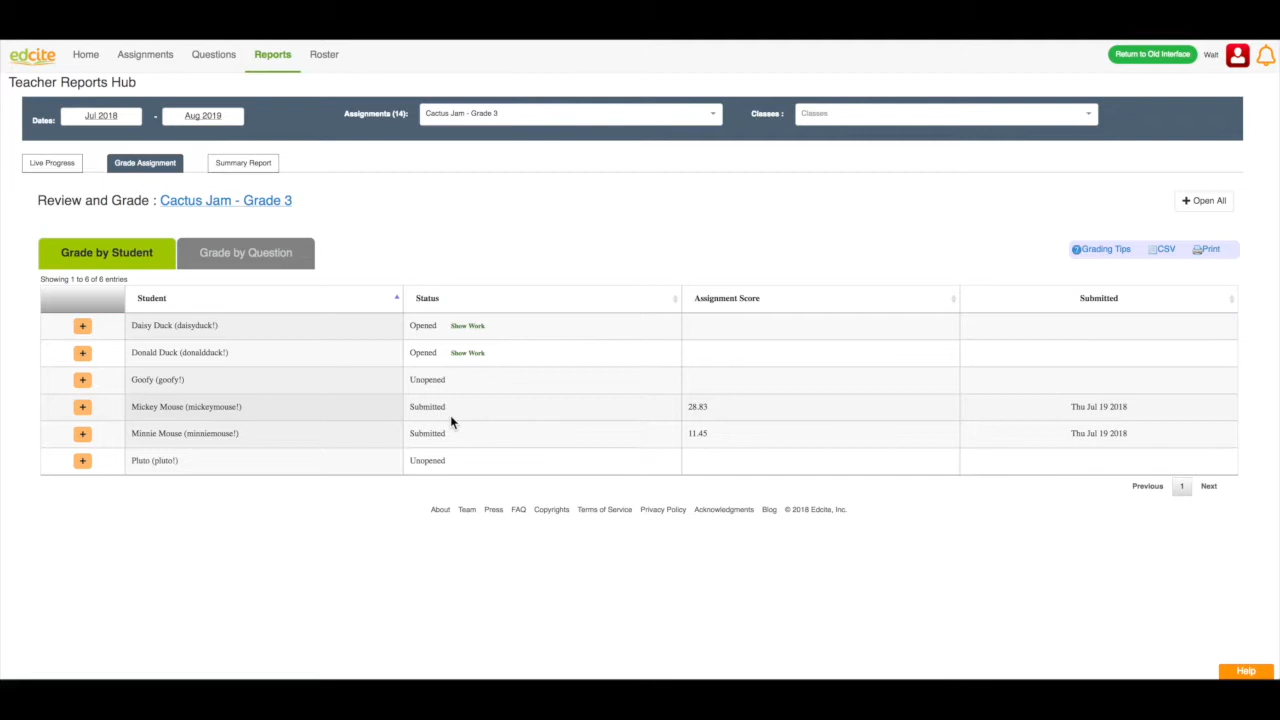 edcite Home Assignments Questions Reports Roster Return to Old Interface Walt
Teacher Reports Hub
Dates: Jul 2018 - Aug 2019 Assignments (14): Cactus Jam - Grade 3 Classes : Classes
Live Progress Grade Assignment Summary Report
Review and Grade : Cactus Jam - Grade 3 + Open All
Grade by Student Grade by Question ?Grading Tips CSV Print
Showing 1 to 6 of 6 entries
Student Status Assignment Score Submitted
+ Daisy Duck (daisyduck!) Opened Show Work
+ Donald Duck (donaldduck!) Opened Show Work
+ Goofy (goofy!) Unopened
+ Mickey Mouse (mickeymouse!) Submitted 28.83 Thu Jul 19 2018
+ Minnie Mouse (minniemouse!) Submitted 11.45 Thu Jul 19 2018
+ Pluto (pluto!) Unopened
Previous 1 Next
About Team Press FAQ Copyrights Terms of Service Privacy Policy Acknowledgments Blog © 2018 Edcite, Inc.
Help